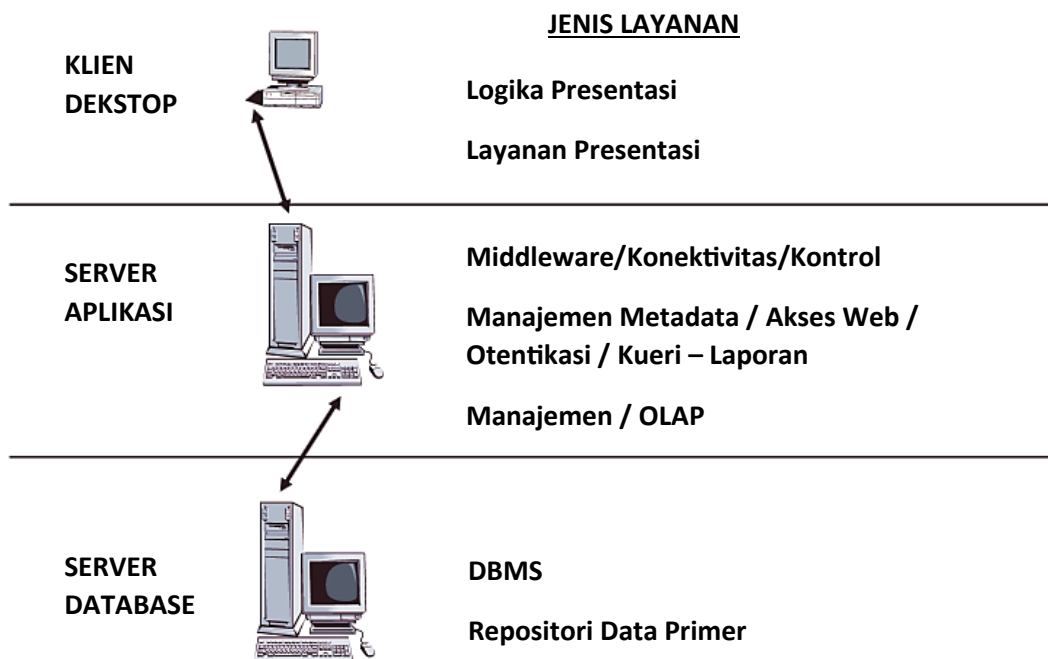 JENIS LAYANAN
KLIEN
DEKSTOP
Logika Presentasi
Layanan Presentasi
SERVER
APLIKASI
Middleware/Konektivitas/Kontrol
Manajemen Metadata / Akses Web /
Otentikasi / Kueri – Laporan
Manajemen / OLAP
SERVER
DATABASE
DBMS
Repositori Data Primer